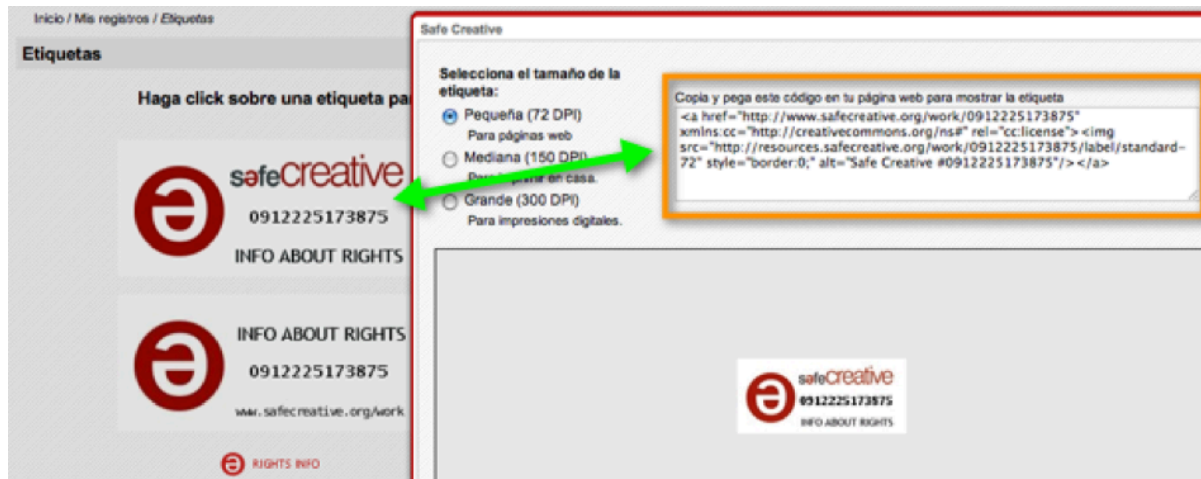 Inicio / Mis registros / Etiquetas
Etiquetas
Haga click sobre una etiqueta pa
safeCreative
0912225173875
INFO ABOUT RIGHTS
INFO ABOUT RIGHTS
0912225173875
www.safecreative.org/work
RIGHTS INFO
Safe Creative
Selecciona el tamaño de la
etiqueta:
Pequeña (72 DPI)
Para páginas web
Mediana (150 DPI)
Para imprimir en casa.
Grande (300 DPI)
Para impresiones digitales.
Copia y pega este código en tu página web para mostrar la etiqueta
<a href="http://www.safecreative.org/work/0912225173875"
xmlns:cc="http://creativecommons.org/ns#" rel="cc:license"><img
src="http://resources.safecreative.org/work/0912225173875/label/standard-
72" style="border:0;" alt="Safe Creative #0912225173875"/></a>
safeCreative
0912225173875
INFO ABOUT RIGHTS